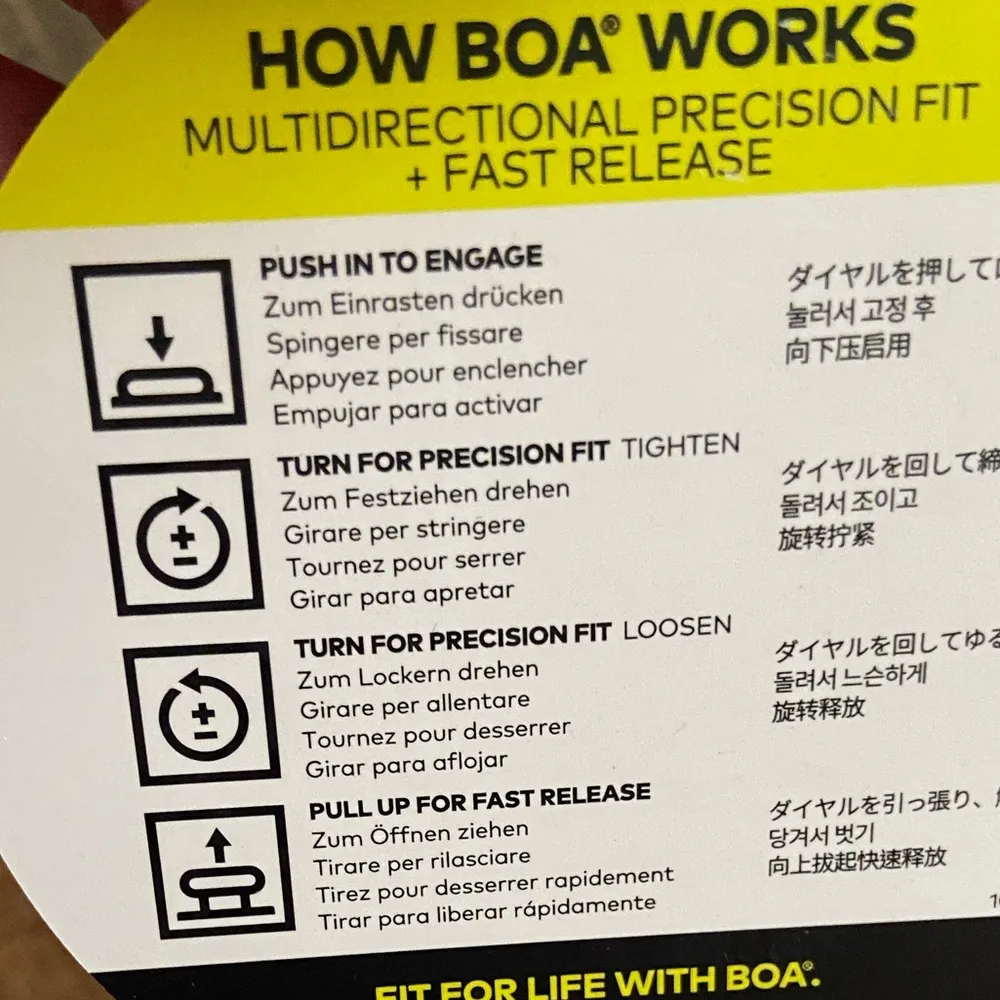 HOW BOA® WORKS
MULTIDIRECTIONAL PRECISION FIT
+ FAST RELEASE
PUSH IN TO ENGAGE
Zum Einrasten drücken
Spingere per fissare
Appuyez pour enclencher
Empujar para activar
ダイヤルを押して
눌러서 고정 후
向下压启用
TURN FOR PRECISION FIT TIGHTEN
Zum Festziehen drehen
Girare per stringere
Tournez pour serrer
Girar para apretar
ダイヤルを回して締
돌려서 조이고
旋转拧紧
TURN FOR PRECISION FIT LOOSEN
Zum Lockern drehen
Girare per allentare
Tournez pour desserrer
Girar para aflojar
ダイヤルを回してゆる
돌려서 느슨하게
旋转释放
PULL UP FOR FAST RELEASE
Zum Öffnen ziehen
Tirare per rilasciare
Tirez pour desserrer rapidement
Tirar para liberar rápidamente
ダイヤルを引っ張り、
당겨서 벗기
向上拔起快速释放
FIT FOR LIFE WITH BOA®.